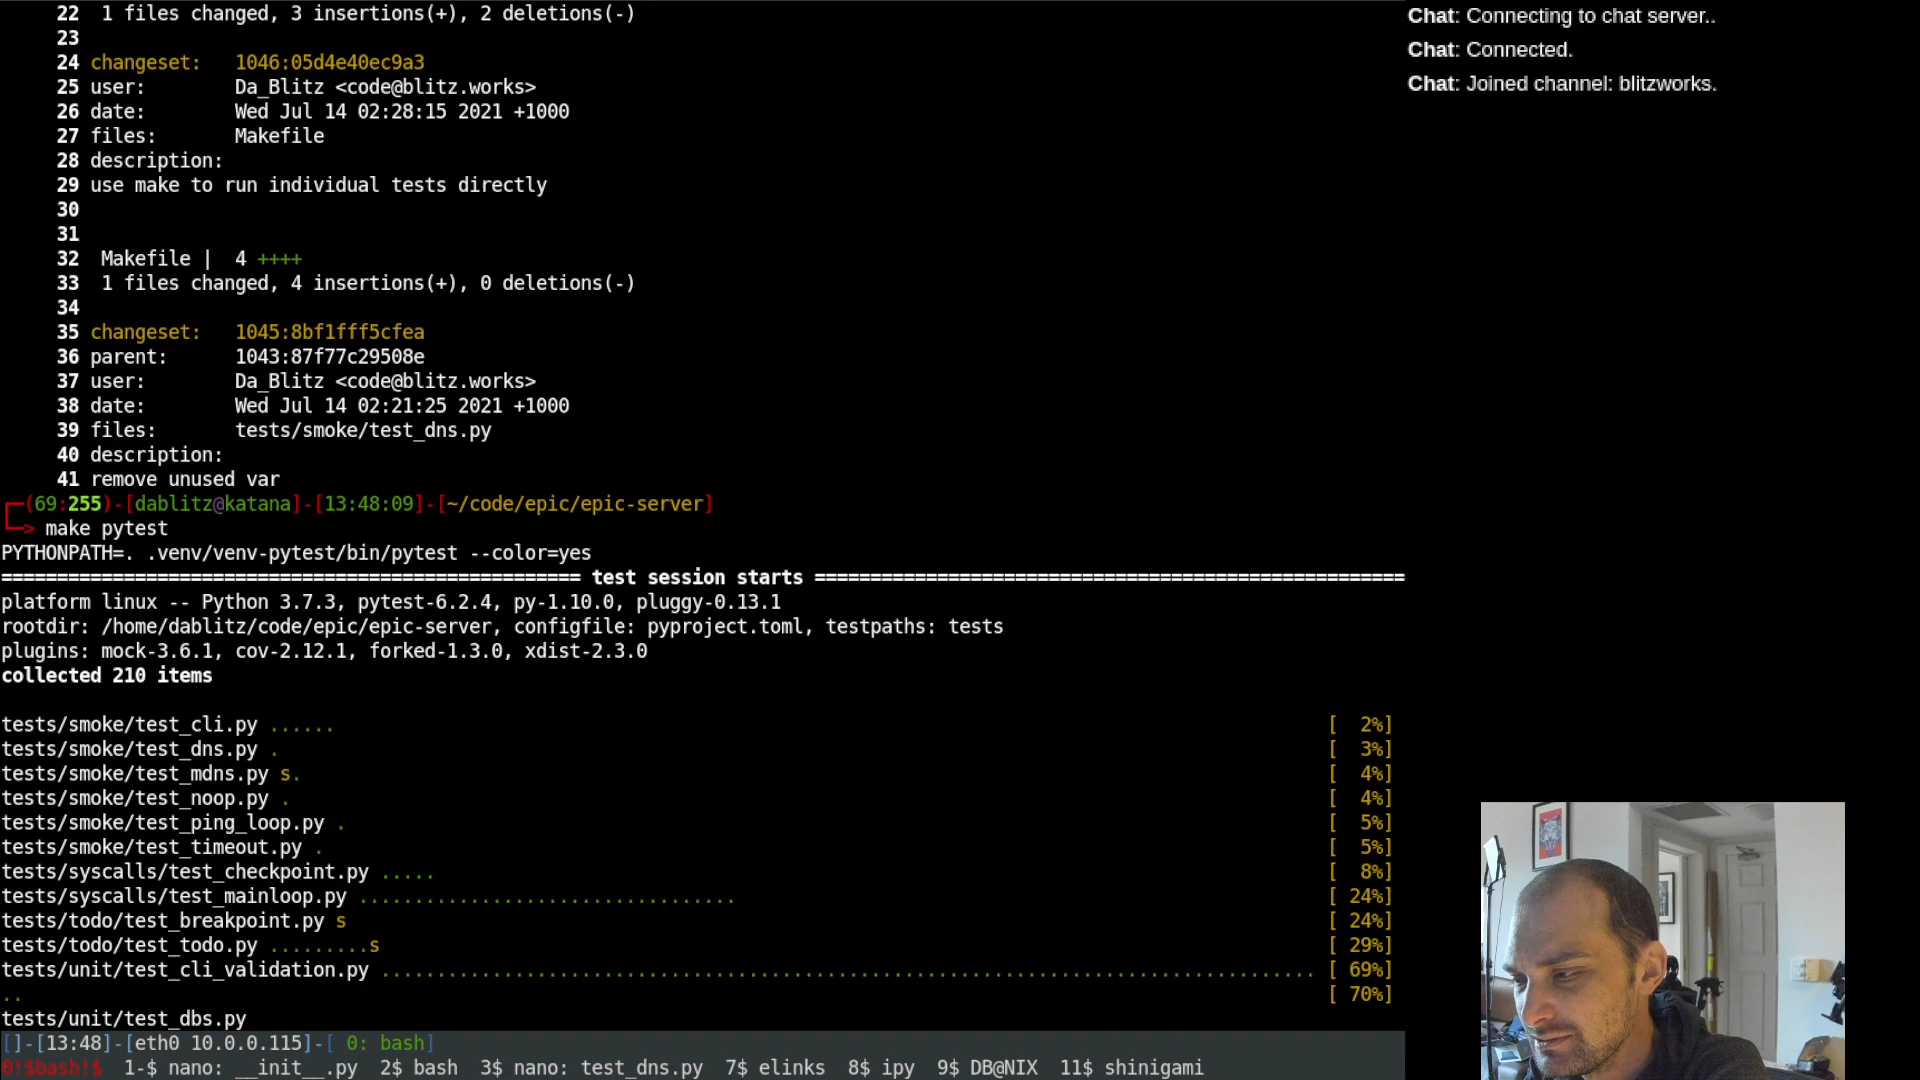 22  1 files changed, 3 insertions(+), 2 deletions(-)
23
24 changeset:   1046:05d4e40ec9a3
25 user:        Da_Blitz <code@blitz.works>
26 date:        Wed Jul 14 02:28:15 2021 +1000
27 files:       Makefile
28 description:
29 use make to run individual tests directly
30
31
32  Makefile |  4 ++++
33  1 files changed, 4 insertions(+), 0 deletions(-)
34
35 changeset:   1045:8bf1fff5cfea
36 parent:      1043:87f77c29508e
37 user:        Da_Blitz <code@blitz.works>
38 date:        Wed Jul 14 02:21:25 2021 +1000
39 files:       tests/smoke/test_dns.py
40 description:
41 remove unused var
(69:255)-[dablitz@katana]-[13:48:09]-[~/code/epic/epic-server]
> make pytest
PYTHONPATH=. .venv/venv-pytest/bin/pytest --color=yes
==================================================== test session starts =====================================================
platform linux -- Python 3.7.3, pytest-6.2.4, py-1.10.0, pluggy-0.13.1
rootdir: /home/dablitz/code/epic/epic-server, configfile: pyproject.toml, testpaths: tests
plugins: mock-3.6.1, cov-2.12.1, forked-1.3.0, xdist-2.3.0
collected 210 items
tests/smoke/test_cli.py ...... [  2%]
tests/smoke/test_dns.py . [  3%]
tests/smoke/test_mdns.py s. [  4%]
tests/smoke/test_noop.py . [  4%]
tests/smoke/test_ping_loop.py . [  5%]
tests/smoke/test_timeout.py . [  5%]
tests/syscalls/test_checkpoint.py ..... [  8%]
tests/syscalls/test_mainloop.py .................................. [ 24%]
tests/todo/test_breakpoint.py s [ 24%]
tests/todo/test_todo.py .........s [ 29%]
tests/unit/test_cli_validation.py .................................................................................... [ 69%]
.. [ 70%]
tests/unit/test_dbs.py
[]-[13:48]-[eth0 10.0.0.115]-[ 0: bash]
0!$bash!$  1-$ nano: __init__.py  2$ bash  3$ nano: test_dns.py  7$ elinks  8$ ipy  9$ DB@NIX  11$ shinigami
Chat: Connecting to chat server..
Chat: Connected.
Chat: Joined channel: blitzworks.